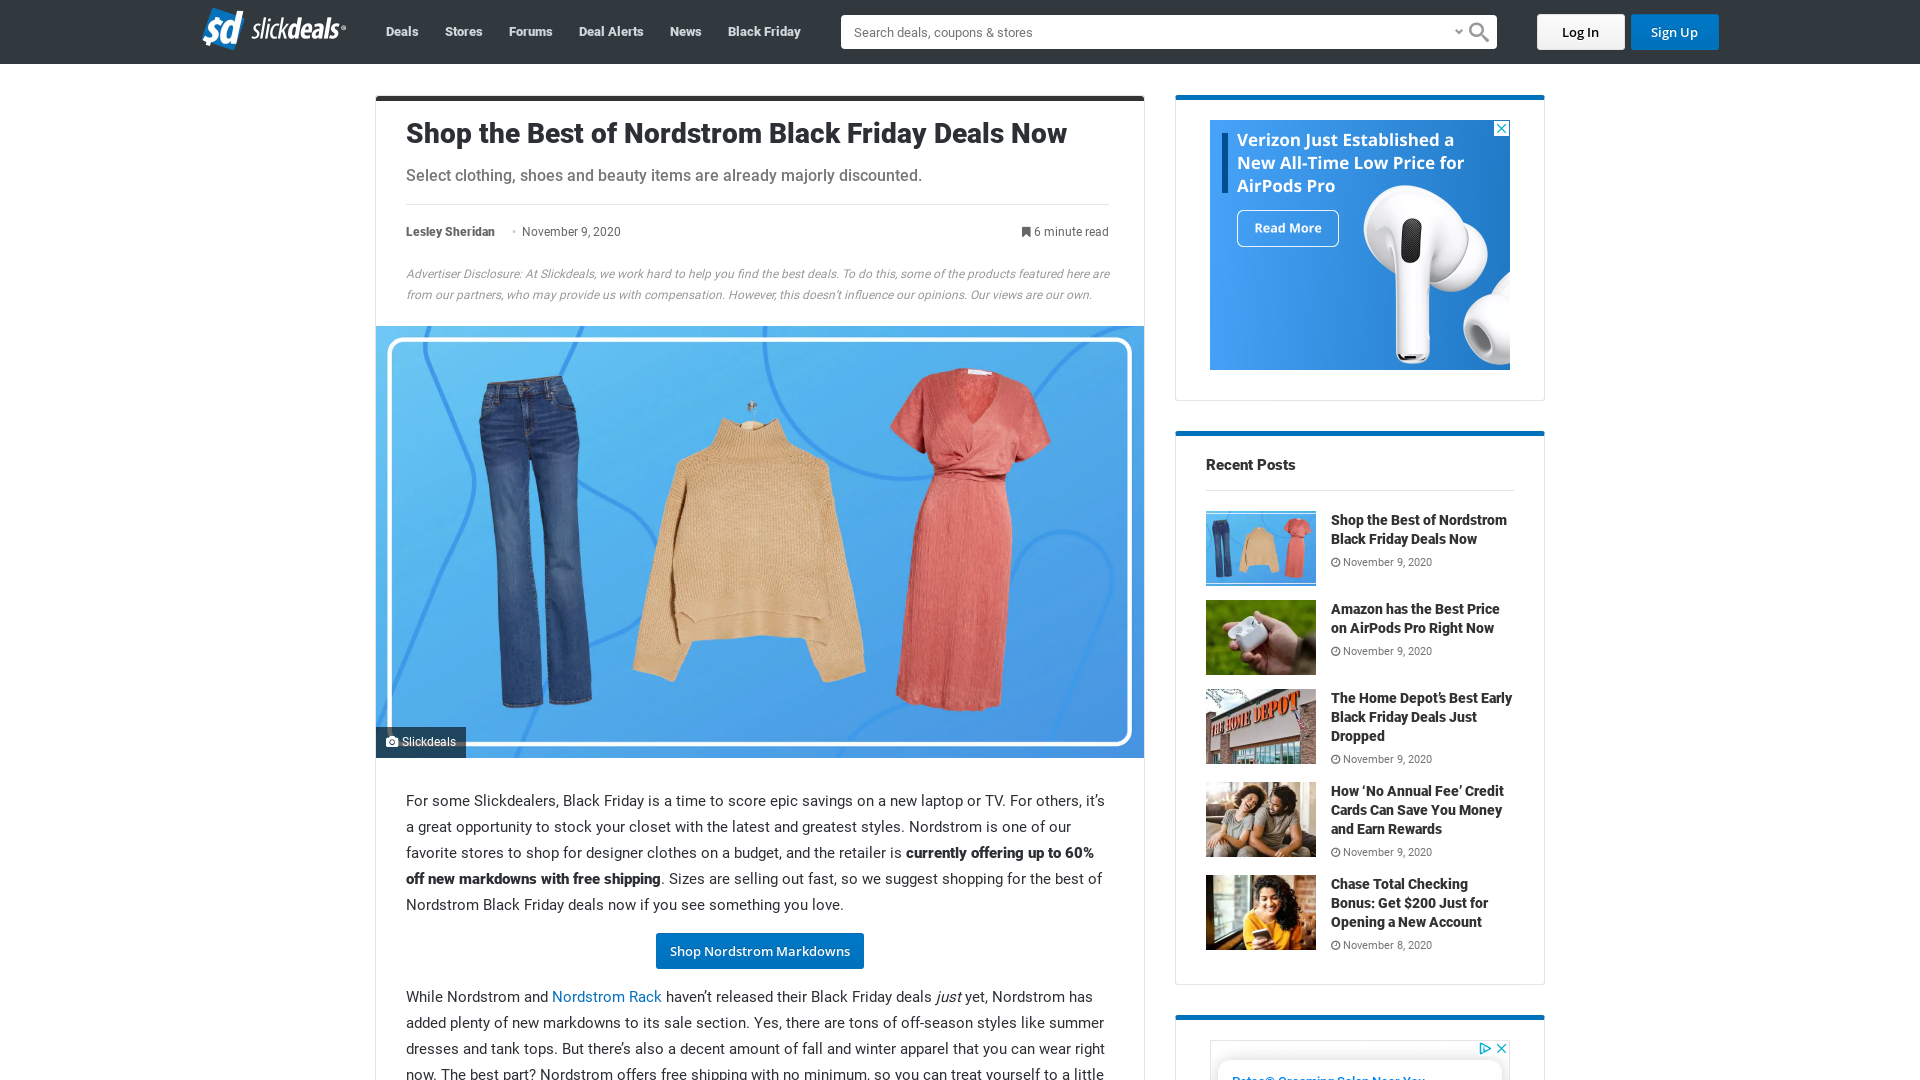 sd slickdeals
Deals
Stores
Forums
Deal Alerts
News
Black Friday
Search deals, coupons & stores
Log In
Sign Up
Shop the Best of Nordstrom Black Friday Deals Now
Select clothing, shoes and beauty items are already majorly discounted.
Lesley Sheridan • November 9, 2020
6 minute read
Advertiser Disclosure: At Slickdeals, we work hard to help you find the best deals. To do this, some of the products featured here are
from our partners, who may provide us with compensation. However, this doesn’t influence our opinions. Our views are our own.
Slickdeals
For some Slickdealers, Black Friday is a time to score epic savings on a new laptop or TV. For others, it’s
a great opportunity to stock your closet with the latest and greatest styles. Nordstrom is one of our
favorite stores to shop for designer clothes on a budget, and the retailer is currently offering up to 60%
off new markdowns with free shipping. Sizes are selling out fast, so we suggest shopping for the best of
Nordstrom Black Friday deals now if you see something you love.
Shop Nordstrom Markdowns
While Nordstrom and Nordstrom Rack haven’t released their Black Friday deals just yet, Nordstrom has
added plenty of new markdowns to its sale section. Yes, there are tons of off-season styles like summer
dresses and tank tops. But there’s also a decent amount of fall and winter apparel that you can wear right
now. The best part? Nordstrom offers free shipping with no minimum, so you can treat yourself to a little
Verizon Just Established a
New All-Time Low Price for
AirPods Pro
Read More
Recent Posts
Shop the Best of Nordstrom
Black Friday Deals Now
November 9, 2020
Amazon has the Best Price
on AirPods Pro Right Now
November 9, 2020
THE HOME DEPOT
The Home Depot’s Best Early
Black Friday Deals Just
Dropped
November 9, 2020
How ‘No Annual Fee’ Credit
Cards Can Save You Money
and Earn Rewards
November 9, 2020
Chase Total Checking
Bonus: Get $200 Just for
Opening a New Account
November 8, 2020